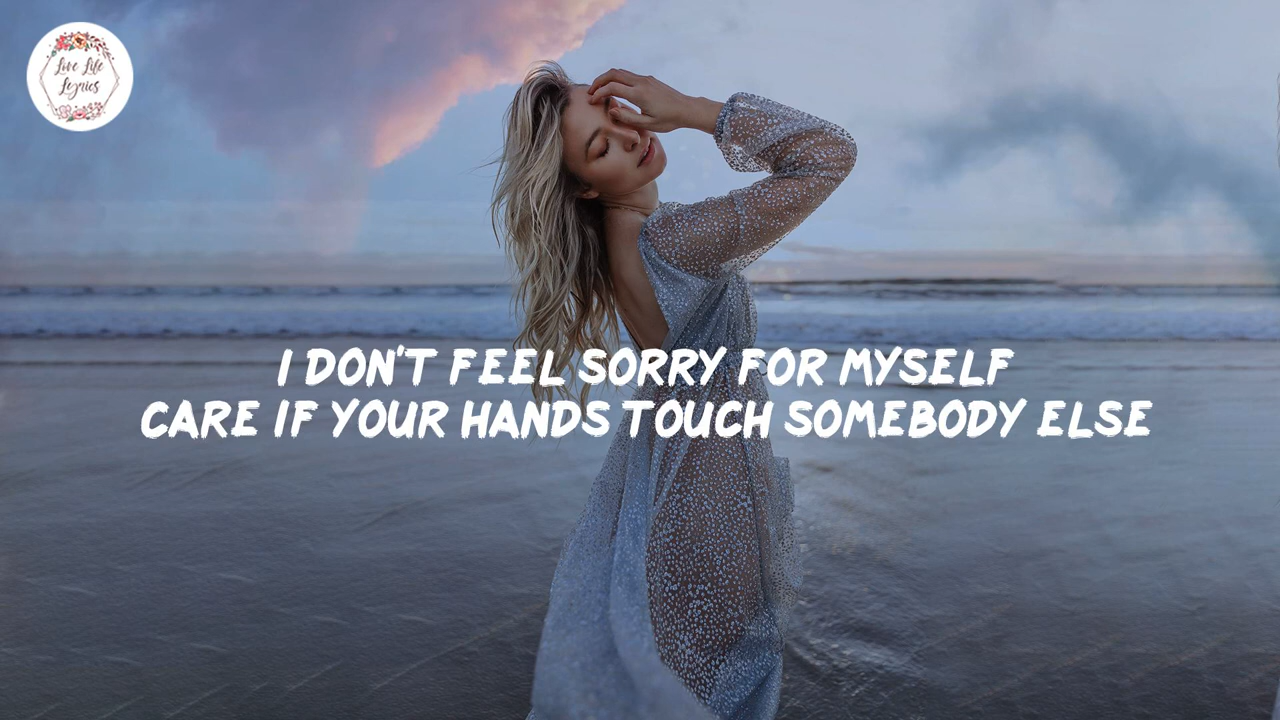 Love Life
Lyrics
I DON'T FEEL SORRY FOR MYSELF
CARE IF YOUR HANDS TOUCH SOMEBODY ELSE